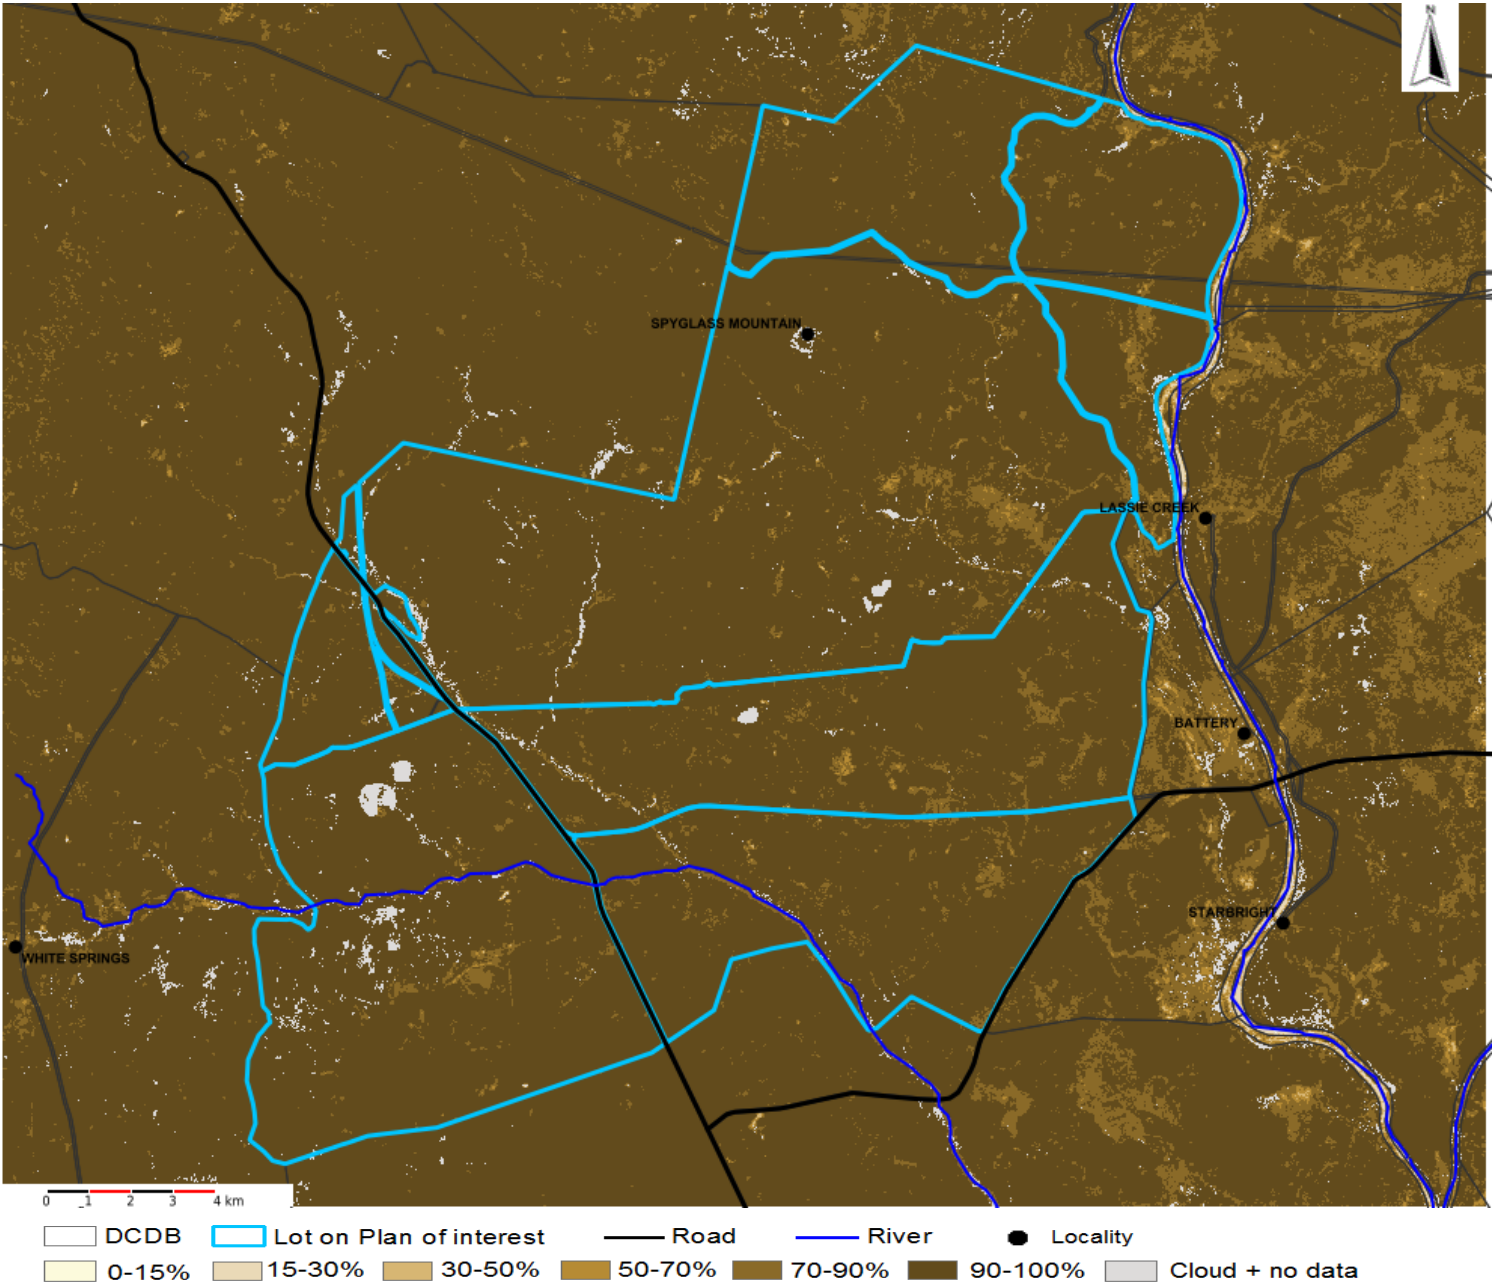 N
SPYGLASS MOUNTAIN
LASSIE CREEK
BATTERY
STARBRIGHT
WHITE SPRINGS
0 1 2 3 4 km
DCDB Lot on Plan of interest Road River Locality
0-15% 15-30% 30-50% 50-70% 70-90% 90-100% Cloud + no data